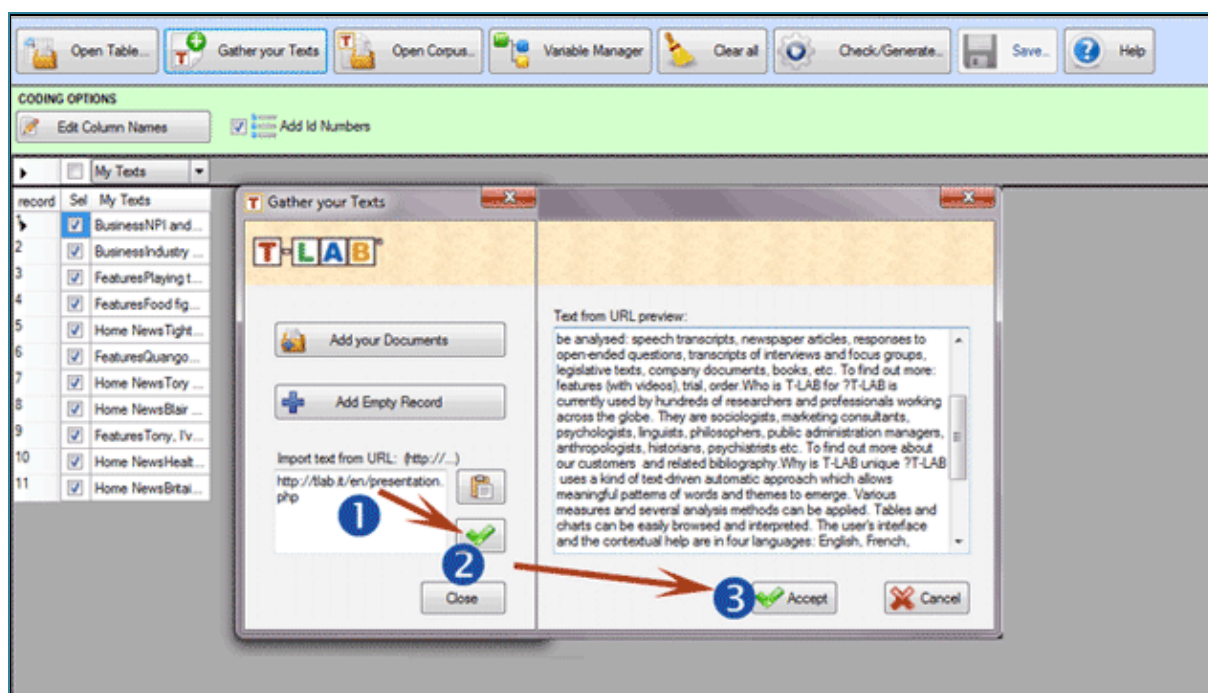 Open Table...
Gather your Texts
Open Corpus...
Variable Manager
Clear all
Check/Generate...
Save...
Help
CODING OPTIONS
Edit Column Names
Add Id Numbers
My Texts
record Sel My Texts
1 BusinessNPI and...
2 BusinessIndustry ...
3 FeaturesPlaying t...
4 FeaturesFood fig...
5 Home NewsTight...
6 FeaturesQuango...
7 Home NewsTory ...
8 Home NewsBlair ...
9 FeaturesTony, I'v...
10 Home NewsHealt...
11 Home NewsBritai...
T Gather your Texts
T-LAB®
Add your Documents
Add Empty Record
Import text from URL: (http://...)
http://tlab.it/en/presentation.
php
1
2
Close
Text from URL preview:
be analysed: speech transcripts, newspaper articles, responses to
open-ended questions, transcripts of interviews and focus groups,
legislative texts, company documents, books, etc. To find out more:
features (with videos), trial, order.Who is T-LAB for ?T-LAB is
currently used by hundreds of researchers and professionals working
across the globe. They are sociologists, marketing consultants,
psychologists, linguists, philosophers, public administration managers,
anthropologists, historians, psychiatrists etc. To find out more about
our customers and related bibliography.Why is T-LAB unique ?T-LAB
uses a kind of text-driven automatic approach which allows
meaningful patterns of words and themes to emerge. Various
measures and several analysis methods can be applied. Tables and
charts can be easily browsed and interpreted. The user's interface
and the contextual help are in four languages: English, French,
3 Accept
Cancel